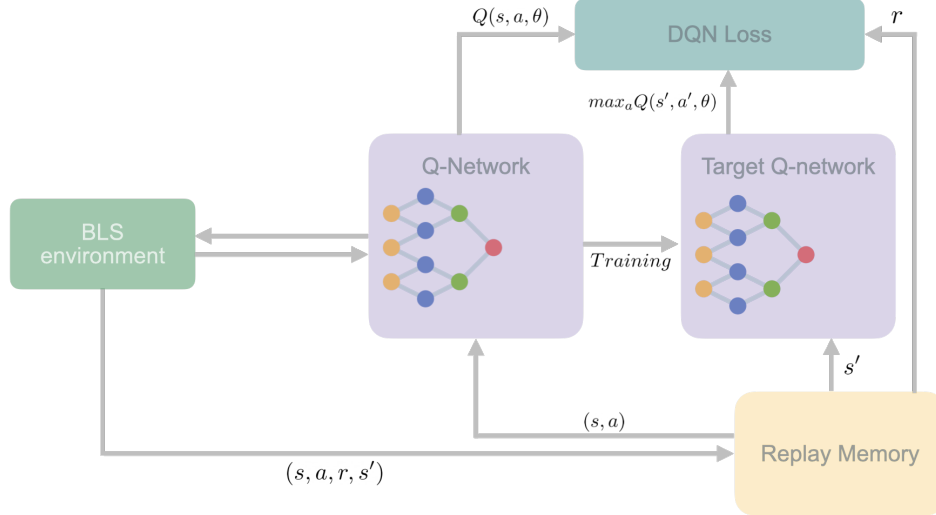 Q(s, a, θ)
r
DQN Loss
max_a Q(s′, a′, θ)
Q-Network
Target Q-network
BLS
environment
Training
s′
(s, a)
Replay Memory
(s, a, r, s′)